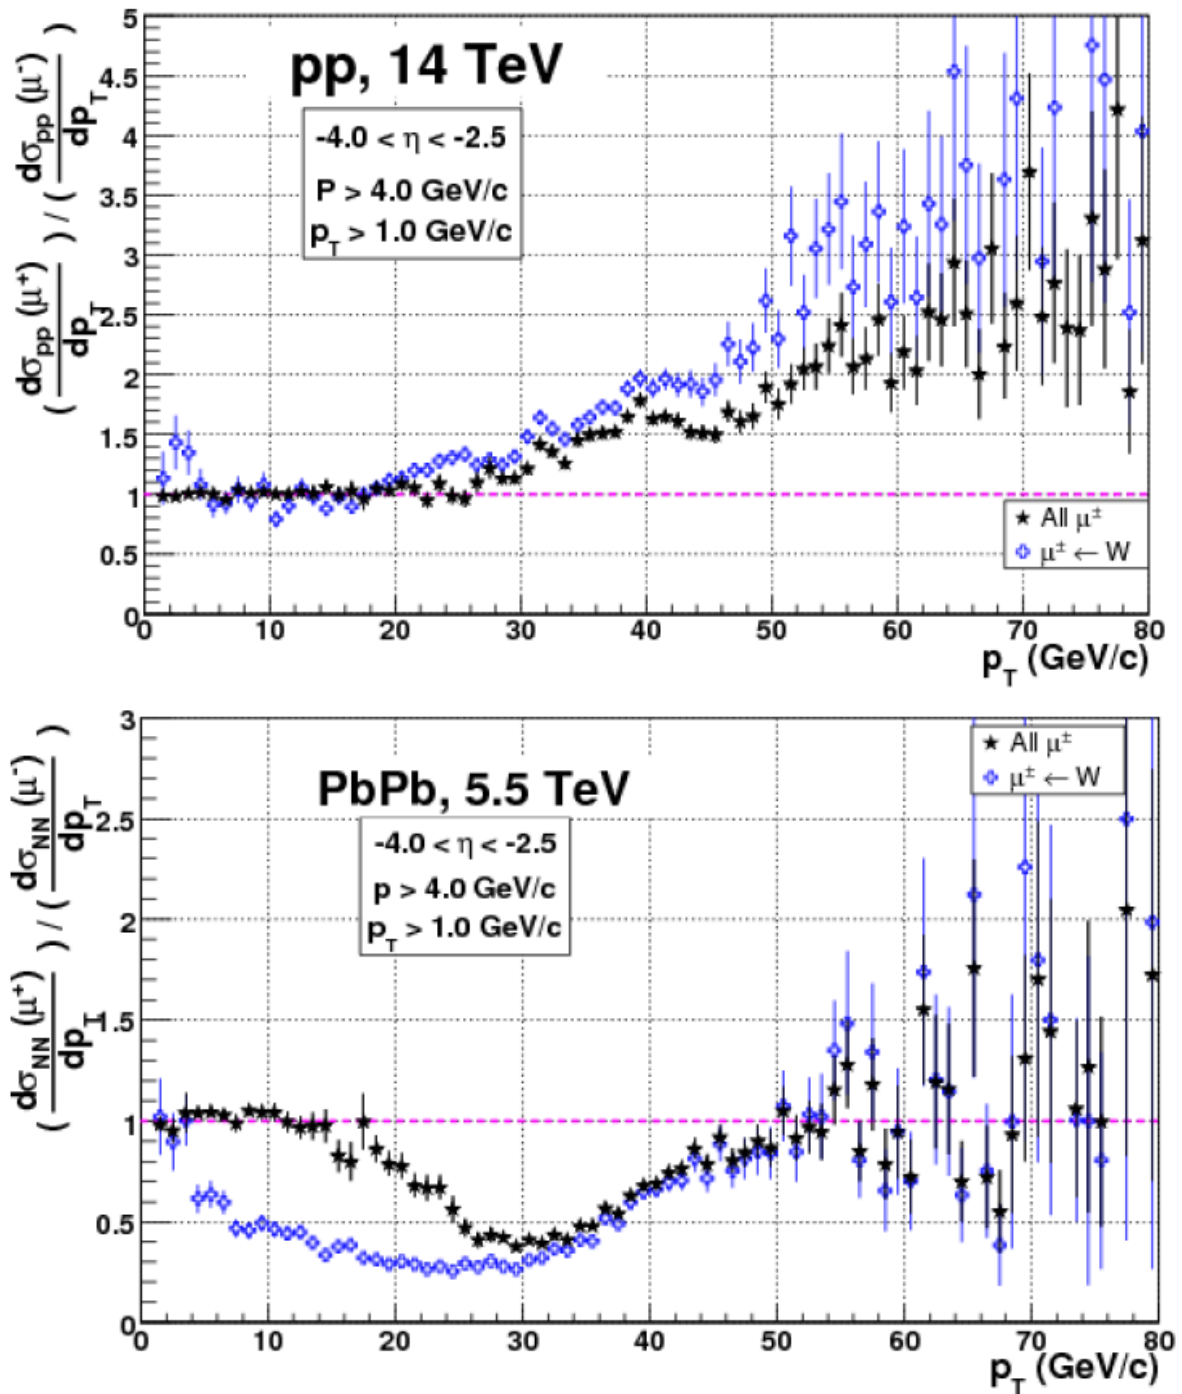 pp, 14 TeV
-4.0 < η < -2.5
P > 4.0 GeV/c
p_T > 1.0 GeV/c
( dσ_pp (μ⁺) / dp_T ) / ( dσ_pp (μ⁻) / dp_T )
5
4.5
4
3.5
3
2.5
2
1.5
1
0.5
0
All μ±
μ± ← W
0 10 20 30 40 50 60 70 80
p_T (GeV/c)
PbPb, 5.5 TeV
-4.0 < η < -2.5
p > 4.0 GeV/c
p_T > 1.0 GeV/c
All μ±
μ± ← W
( dσ_NN (μ⁺) / dp_T ) / ( dσ_NN (μ⁻) / dp_T )
3
2.5
2
1.5
1
0.5
0
0 10 20 30 40 50 60 70 80
p_T (GeV/c)